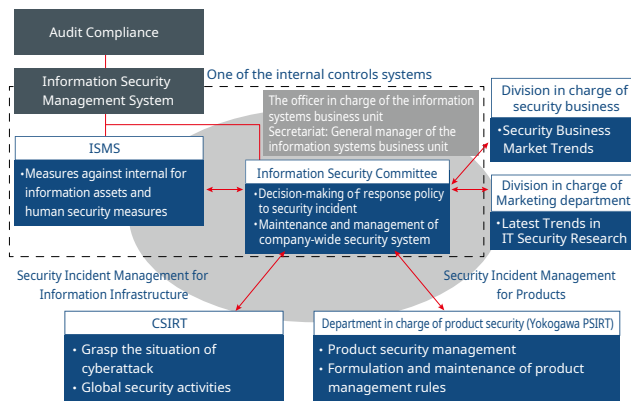 Audit Compliance
Information Security
Management System
One of the internal controls systems
The officer in charge of the information
systems business unit
Secretariat: General manager of the
information systems business unit
Division in charge of
security business
・Security Business
Market Trends
ISMS
・Measures against internal for
information assets and
human security measures
Information Security Committee
・Decision-making of response policy
to security incident
・Maintenance and management of
company-wide security system
Division in charge of
Marketing department
・Latest Trends in
IT Security Research
Security Incident Management for
Information Infrastructure
Security Incident Management
for Products
CSIRT
・Grasp the situation of
cyberattack
・Global security activities
Department in charge of product security (Yokogawa PSIRT)
・Product security management
・Formulation and maintenance of product
management rules